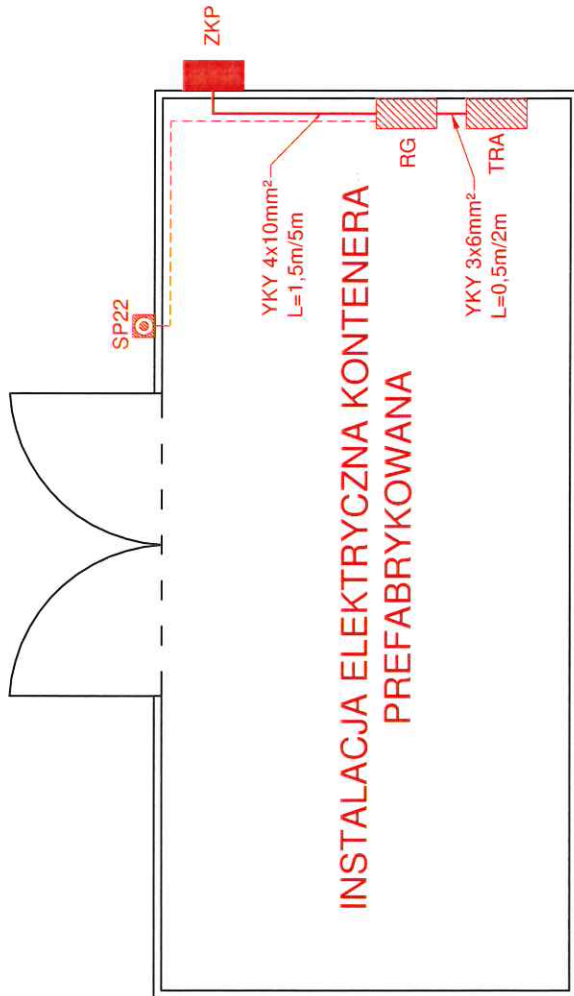 ZKP
SP22
YKY 4x10mm²
L=1,5m/5m
RG
TRA
YKY 3x6mm²
L=0,5m/2m
INSTALACJA ELEKTRYCZNA KONTENERA
PREFABRYKOWANA